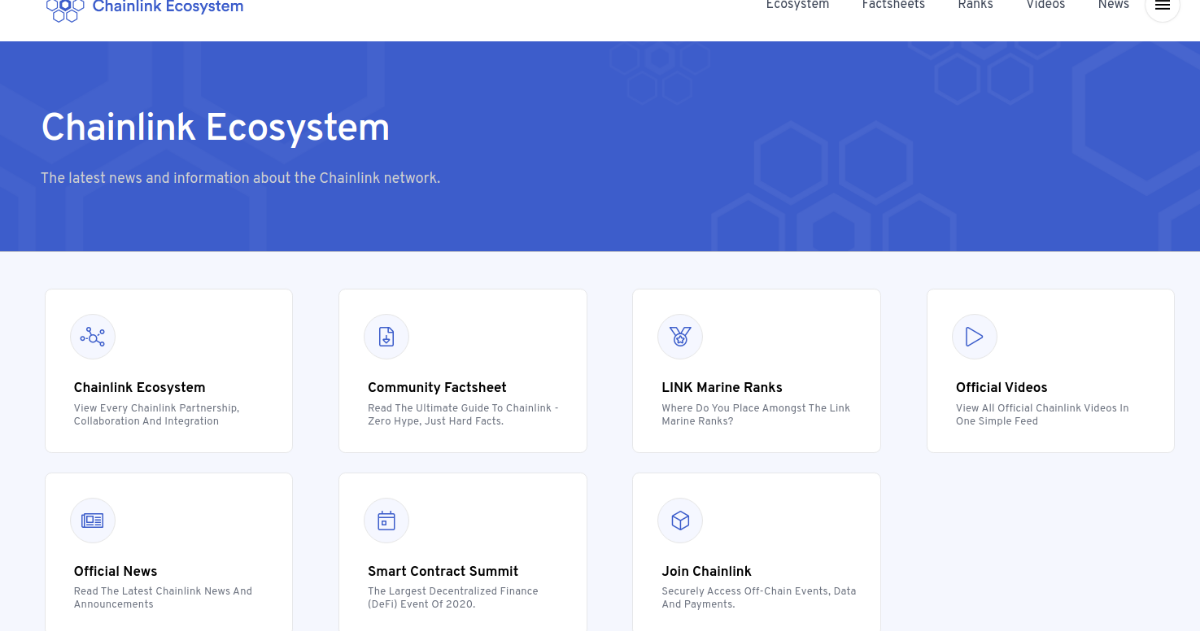 Chainlink Ecosystem
Ecosystem
Factsheets
Ranks
Videos
News
Chainlink Ecosystem
The latest news and information about the Chainlink network.
Chainlink Ecosystem
View Every Chainlink Partnership,
Collaboration And Integration
Community Factsheet
Read The Ultimate Guide To Chainlink -
Zero Hype, Just Hard Facts.
LINK Marine Ranks
Where Do You Place Amongst The Link
Marine Ranks?
Official Videos
View All Official Chainlink Videos In
One Simple Feed
Official News
Read The Latest Chainlink News And
Announcements
Smart Contract Summit
The Largest Decentralized Finance
(DeFi) Event Of 2020.
Join Chainlink
Securely Access Off-Chain Events, Data
And Payments.